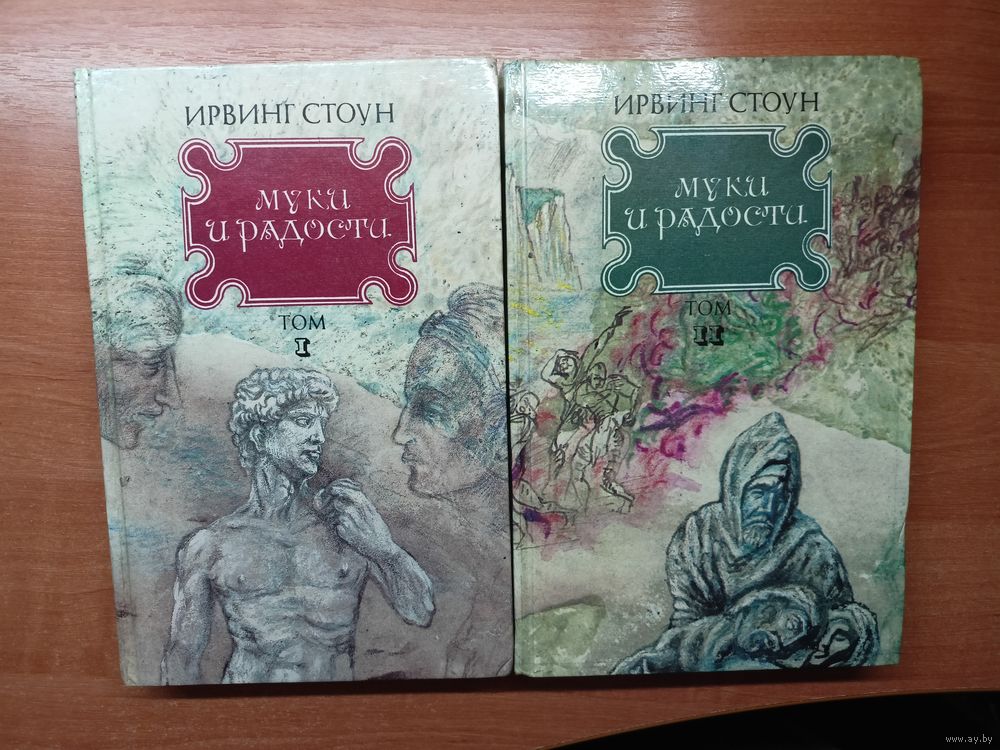 ИРВИНГ СТОУН
МУКИ
И РАДОСТИ
ТОМ
I
ИРВИНГ СТОУН
МУКИ
И РАДОСТИ
ТОМ
II
www.ay.by